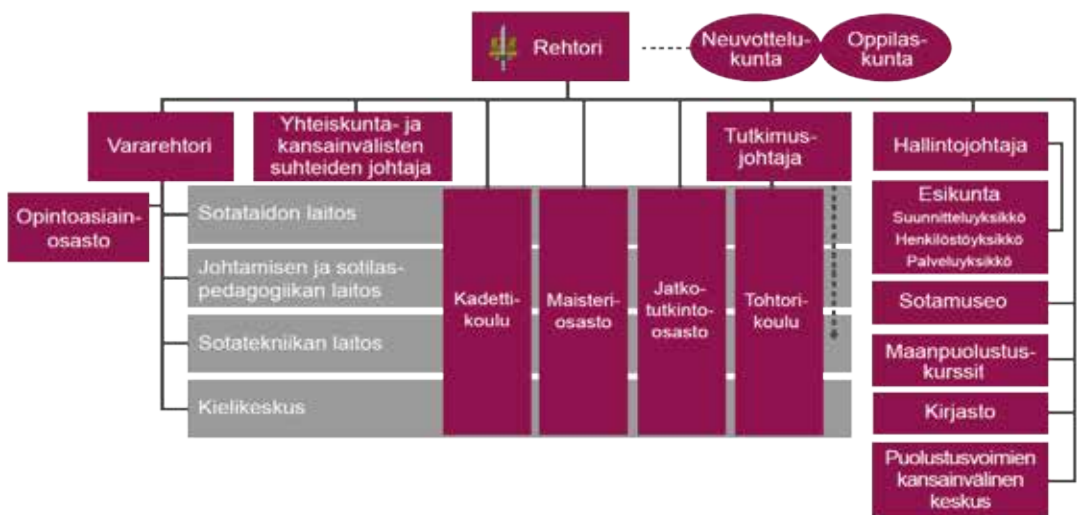 Rehtori
Neuvottelu-
kunta
Oppilas-
kunta
Vararehtori
Yhteiskunta- ja
kansainvälisten
suhteiden johtaja
Tutkimus-
johtaja
Hallintojohtaja
Opintoasiain-
osasto
Sotataidon laitos
Johtamisen ja sotilas-
pedagogiikan laitos
Sotatekniikan laitos
Kielikeskus
Kadetti-
koulu
Maisteri-
osasto
Jatko-
tutkinto-
osasto
Tohtori-
koulu
Esikunta
Suunnitteluyksikkö
Henkilöstöyksikkö
Palveluyksikkö
Sotamuseo
Maanpuolustus-
kurssit
Kirjasto
Puolustusvoimien
kansainvälinen
keskus